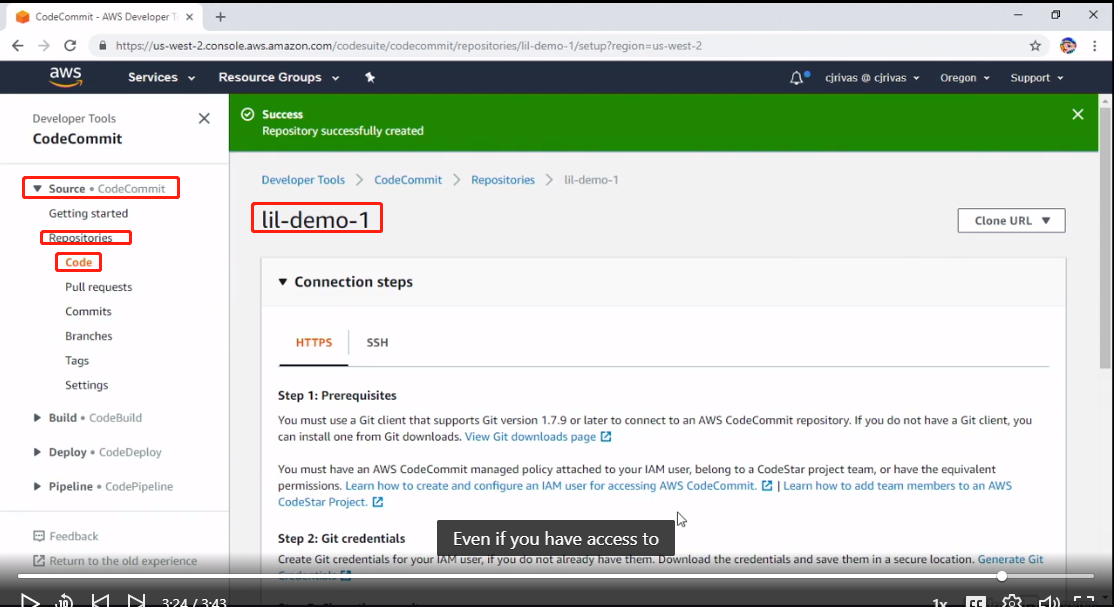 CodeCommit - AWS Developer T
https://us-west-2.console.aws.amazon.com/codesuite/codecommit/repositories/lil-demo-1/setup?region=us-west-2
aws
Services
Resource Groups
cjrivas @ cjrivas
Oregon
Support
Developer Tools
CodeCommit
Source • CodeCommit
Getting started
Repositories
Code
Pull requests
Commits
Branches
Tags
Settings
Build • CodeBuild
Deploy • CodeDeploy
Pipeline • CodePipeline
Feedback
Return to the old experience
Success
Repository successfully created
Developer Tools
CodeCommit
Repositories
lil-demo-1
lil-demo-1
Clone URL
Connection steps
HTTPS
SSH
Step 1: Prerequisites
You must use a Git client that supports Git version 1.7.9 or later to connect to an AWS CodeCommit repository. If you do not have a Git client, you
can install one from Git downloads. View Git downloads page
You must have an AWS CodeCommit managed policy attached to your IAM user, belong to a CodeStar project team, or have the equivalent
permissions. Learn how to create and configure an IAM user for accessing AWS CodeCommit. | Learn how to add team members to an AWS
CodeStar Project.
Step 2: Git credentials
Even if you have access to
Create Git credentials for your IAM user, if you do not already have them. Download the credentials and save them in a secure location. Generate Git
Credentials
10
3:24 / 3:43
1x
CC